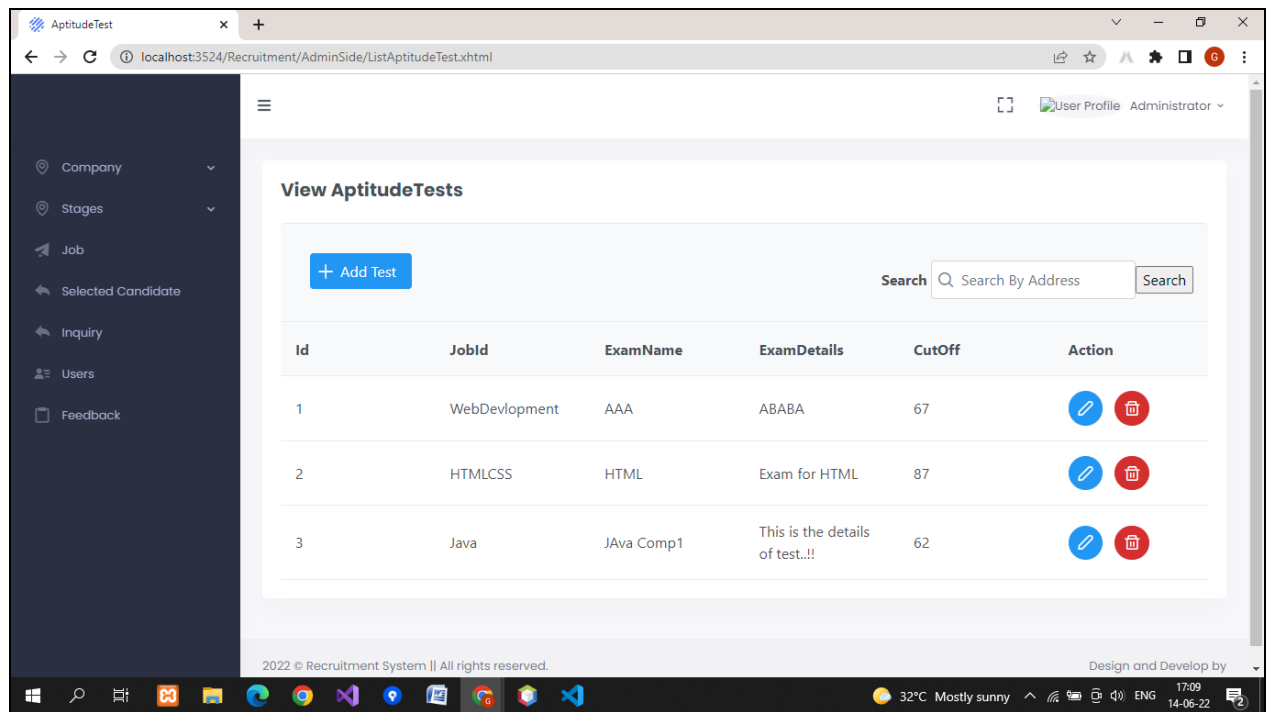 AptitudeTest
localhost:3524/Recruitment/AdminSide/ListAptitudeTest.xhtml
G
User Profile Administrator
Company
Stages
Job
Selected Candidate
Inquiry
Users
Feedback
View AptitudeTests
+ Add Test
Search Search By Address Search
Id JobId ExamName ExamDetails CutOff Action
1 WebDevlopment AAA ABABA 67
2 HTMLCSS HTML Exam for HTML 87
3 Java JAva Comp1 This is the details 62
of test..!!
2022 © Recruitment System || All rights reserved. Design and Develop by
32°C Mostly sunny ENG 17:09
14-06-22
2